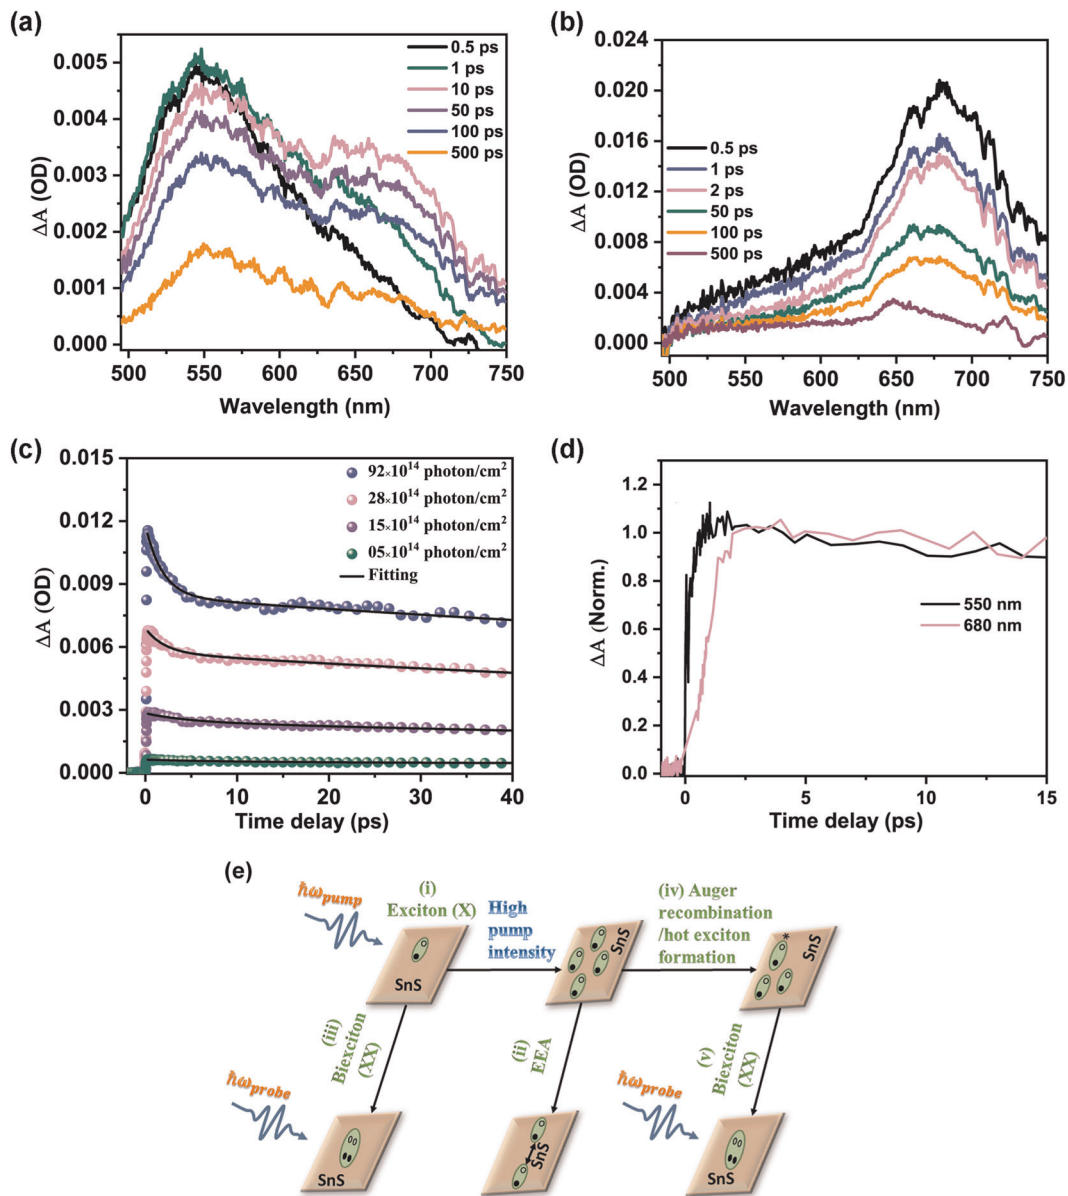 (a)
0.005
0.004
0.003
0.002
0.001
0.000
ΔA (OD)
0.5 ps
1 ps
10 ps
50 ps
100 ps
500 ps
500 550 600 650 700 750
Wavelength (nm)
(b)
0.024
0.020
0.016
0.012
0.008
0.004
0.000
ΔA (OD)
0.5 ps
1 ps
2 ps
50 ps
100 ps
500 ps
500 550 600 650 700 750
Wavelength (nm)
(c)
0.015
0.012
0.009
0.006
0.003
0.000
ΔA (OD)
92×10¹⁴ photon/cm²
28×10¹⁴ photon/cm²
15×10¹⁴ photon/cm²
05×10¹⁴ photon/cm²
Fitting
0 10 20 30 40
Time delay (ps)
(d)
1.2
1.0
0.8
0.6
0.4
0.2
0.0
ΔA (Norm.)
550 nm
680 nm
0 5 10 15
Time delay (ps)
(e)
ħω_pump
(i)
Exciton (X)
SnS
High
pump
intensity
SnS
(iv) Auger
recombination
/hot exciton
formation
*
SnS
(iii)
Biexciton
(XX)
(ii)
EEA
(v)
Biexciton
(XX)
ħω_probe
SnS
SnS
ħω_probe
SnS